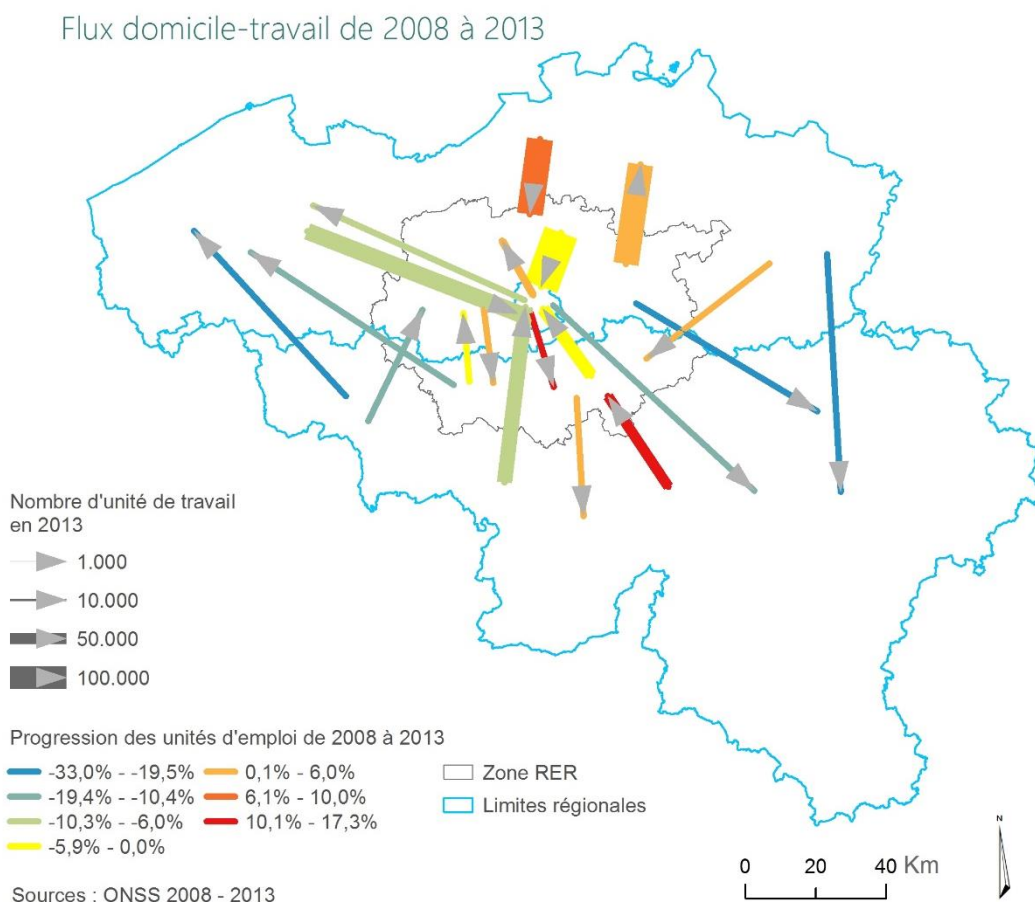 Flux domicile-travail de 2008 à 2013
Nombre d'unité de travail
en 2013
1.000
10.000
50.000
100.000
Progression des unités d'emploi de 2008 à 2013
-33,0% - -19,5%
-19,4% - -10,4%
-10,3% - -6,0%
-5,9% - 0,0%
0,1% - 6,0%
6,1% - 10,0%
10,1% - 17,3%
Zone RER
Limites régionales
Sources : ONSS 2008 - 2013
0 20 40 Km
N